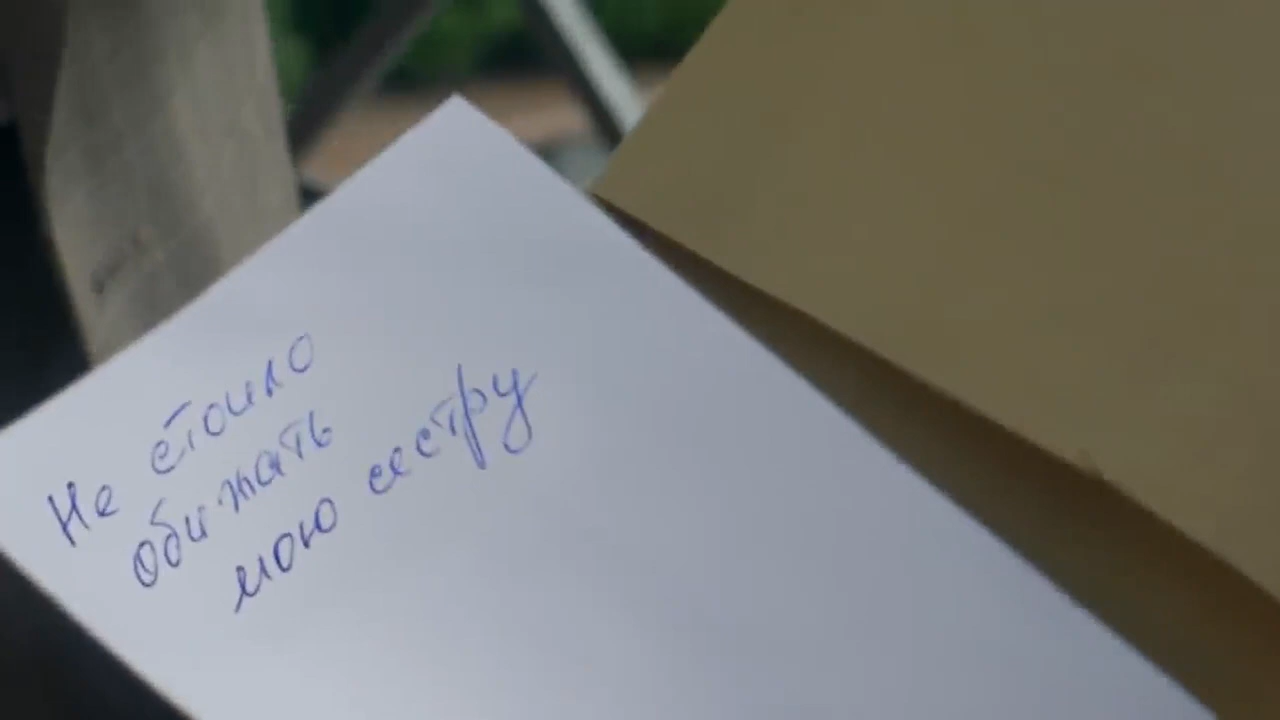 Не стоило
обижать
мою сестру